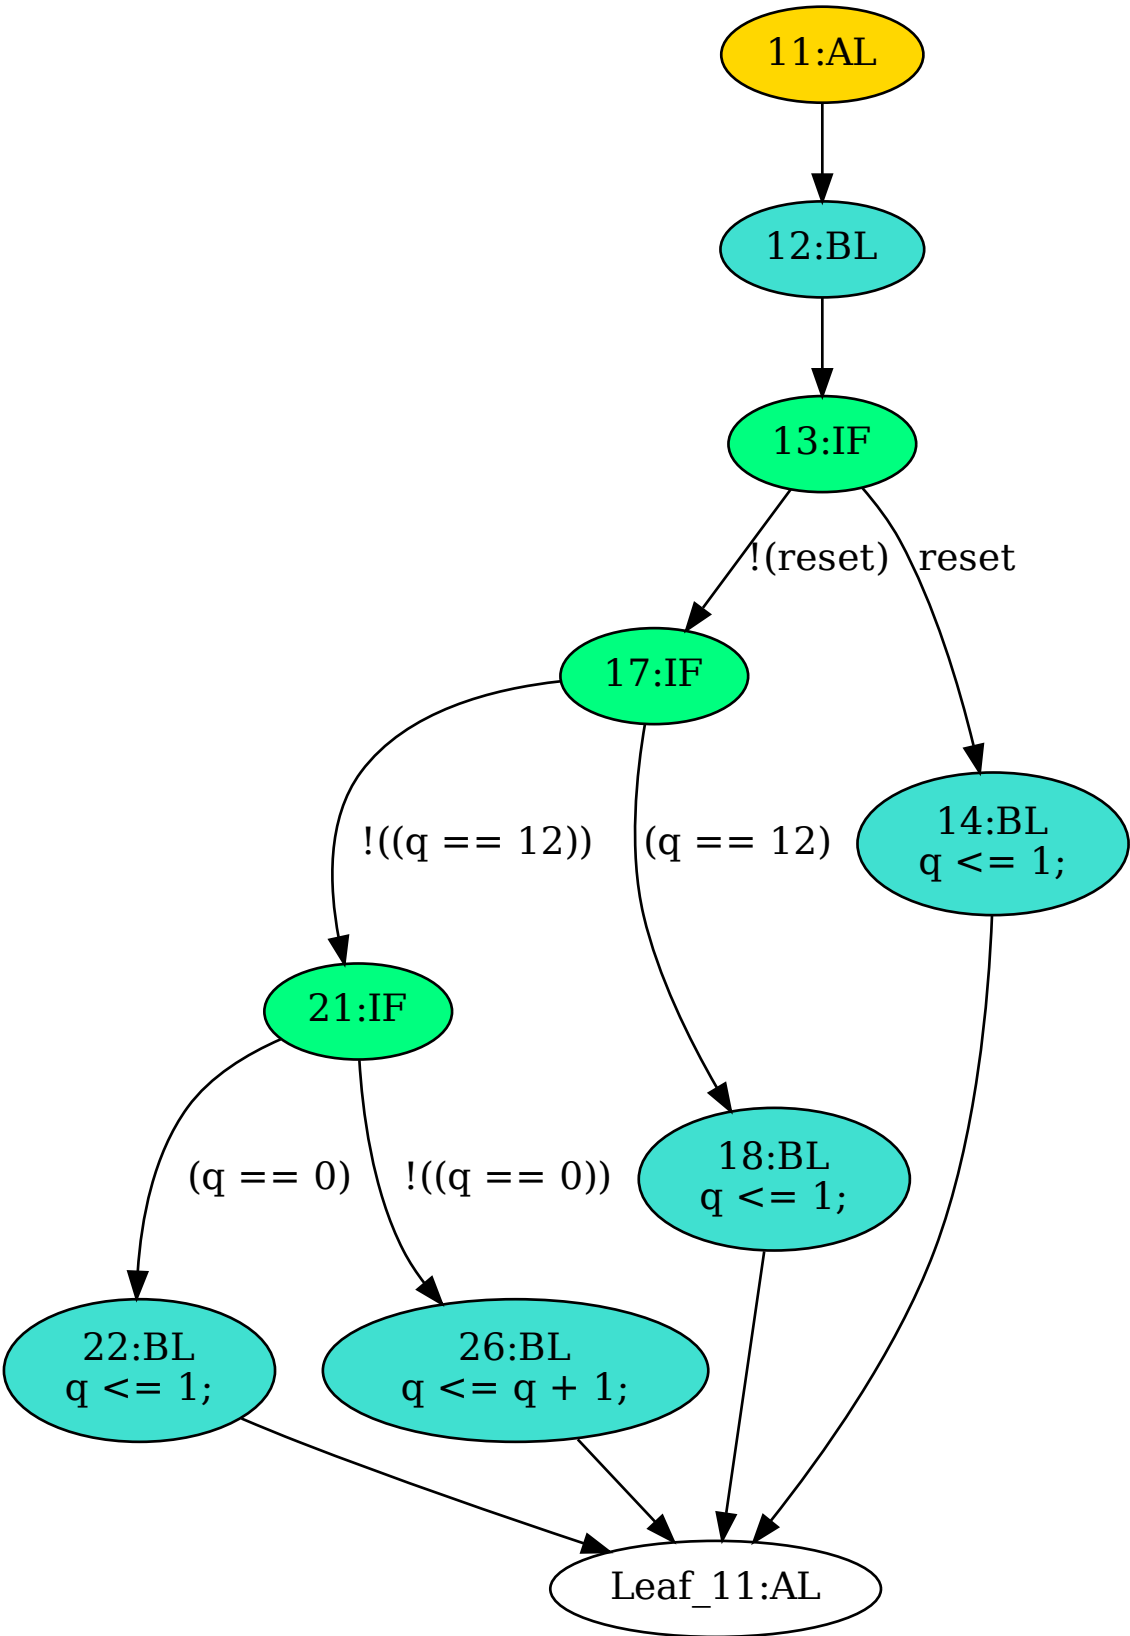 11:AL
12:BL
13:IF
!(reset)
reset
17:IF
!((q == 12))
(q == 12)
14:BL
q <= 1;
21:IF
(q == 0)
!((q == 0))
18:BL
q <= 1;
22:BL
q <= 1;
26:BL
q <= q + 1;
Leaf_11:AL